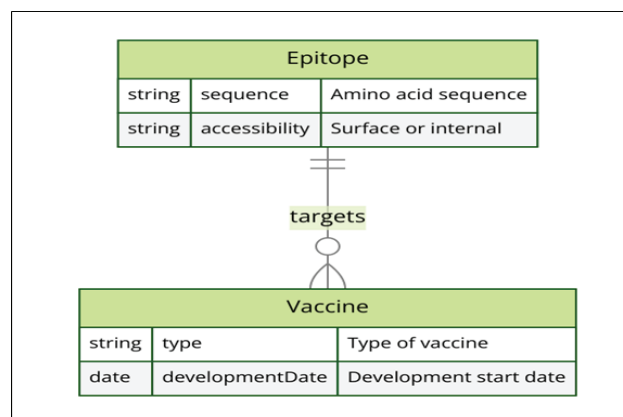 Epitope
string sequence Amino acid sequence
string accessibility Surface or internal
targets
Vaccine
string type Type of vaccine
date developmentDate Development start date